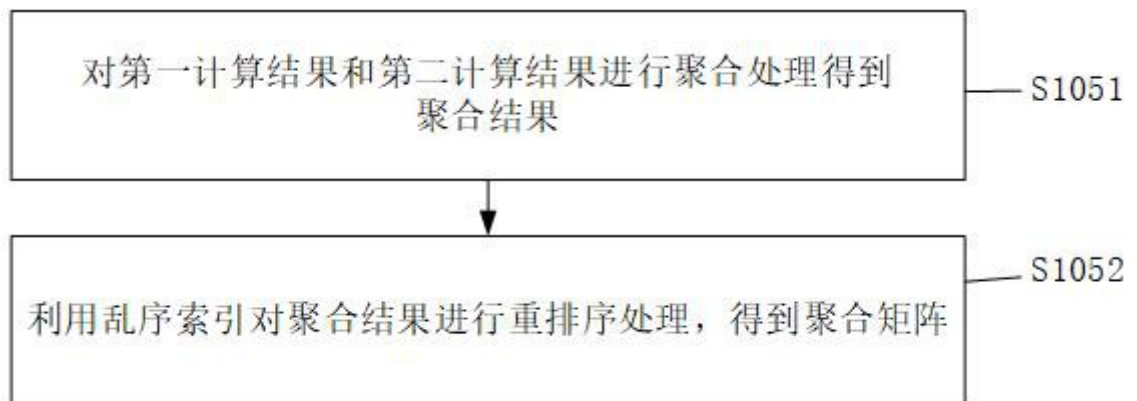 对第一计算结果和第二计算结果进行聚合处理得到
聚合结果
S1051
利用乱序索引对聚合结果进行重排序处理，得到聚合矩阵
S1052